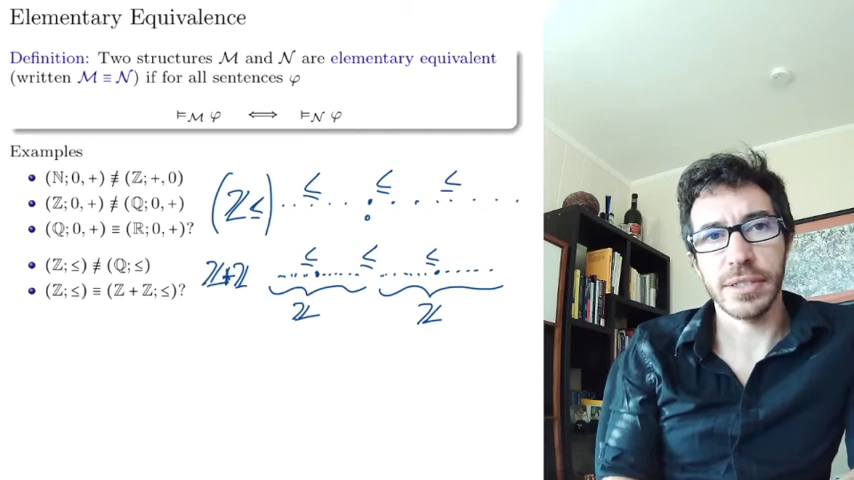 Elementary Equivalence
Definition: Two structures ℳ and 𝒩 are elementary equivalent
(written ℳ ≡ 𝒩) if for all sentences φ
⊨ℳ φ ⟺ ⊨𝒩 φ
Examples
(ℕ; 0, +) ≢ (ℤ; +, 0)
(ℤ; 0, +) ≢ (ℚ; 0, +)
(ℚ; 0, +) ≡ (ℝ; 0, +)?
(ℤ; ≤) ≢ (ℚ; ≤)
(ℤ; ≤) ≡ (ℤ + ℤ; ≤)?
≤ ≤ ≤
(ℤ ≤) . . . . . . . . .
0
≤ ≤ ≤
ℤ+ℤ
ℤ ℤ